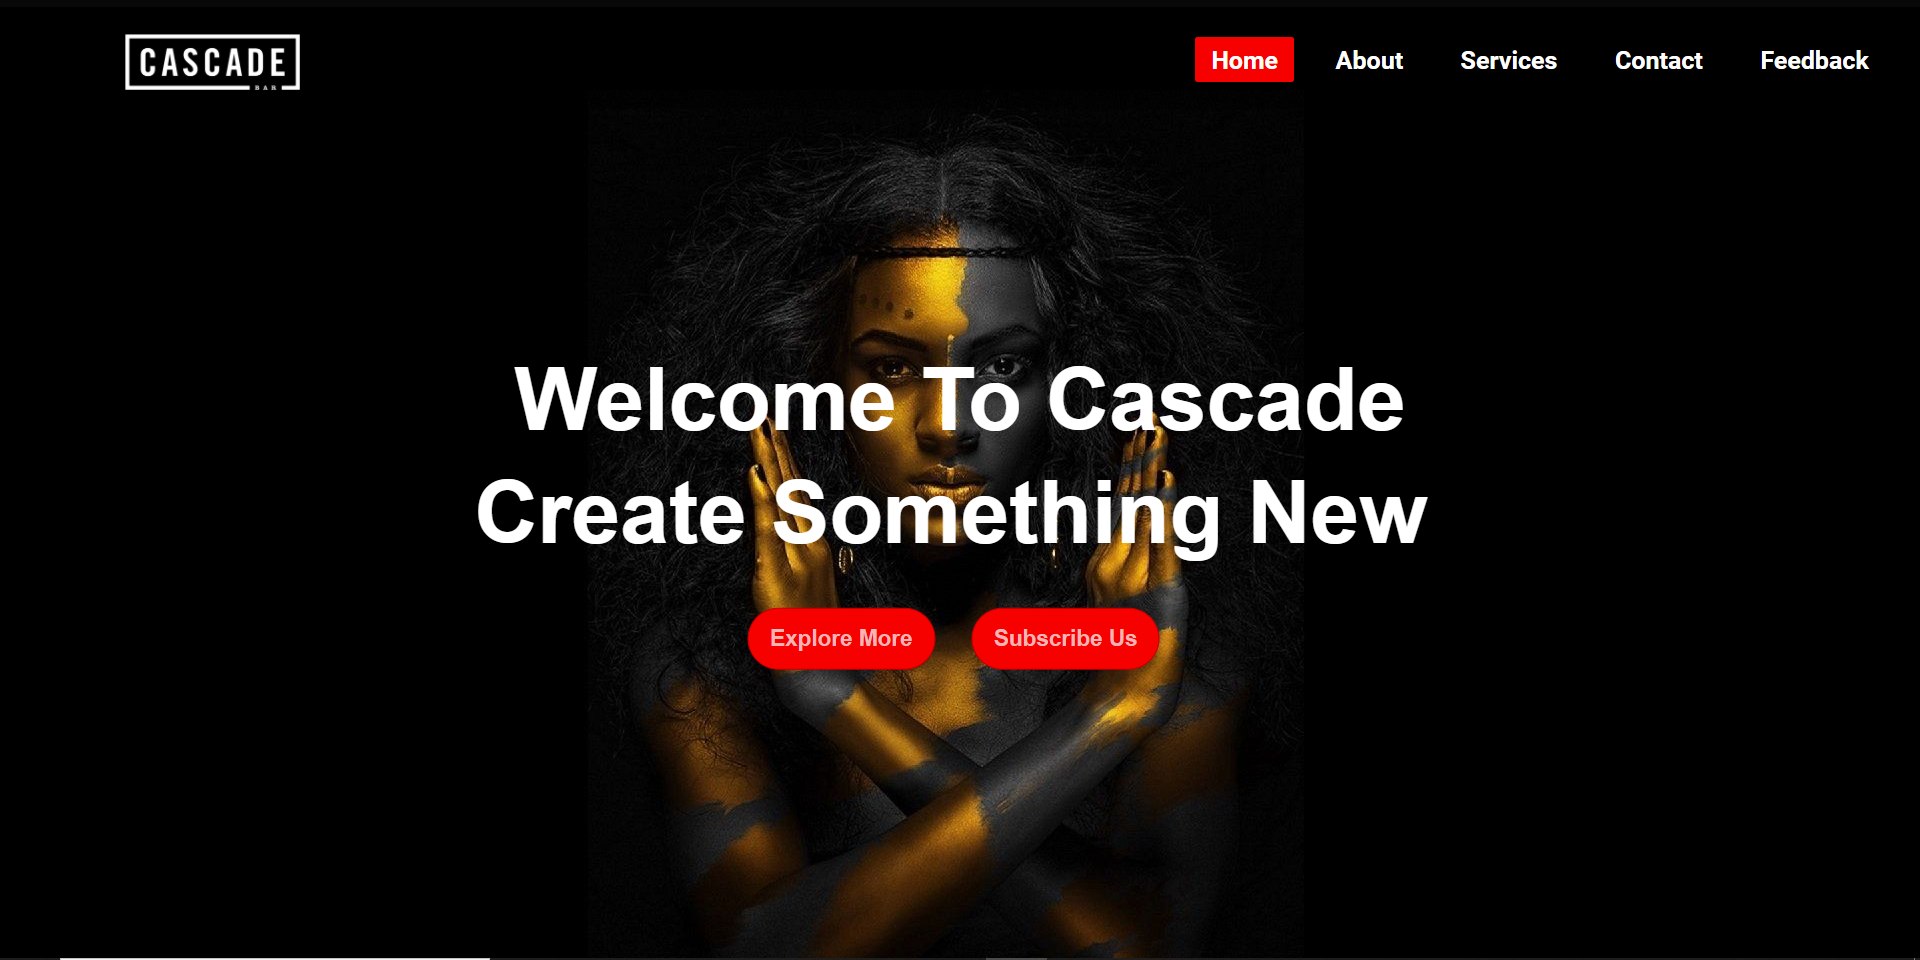 CASCADE
BAR
Home About Services Contact Feedback
Welcome To Cascade
Create Something New
Explore More Subscribe Us